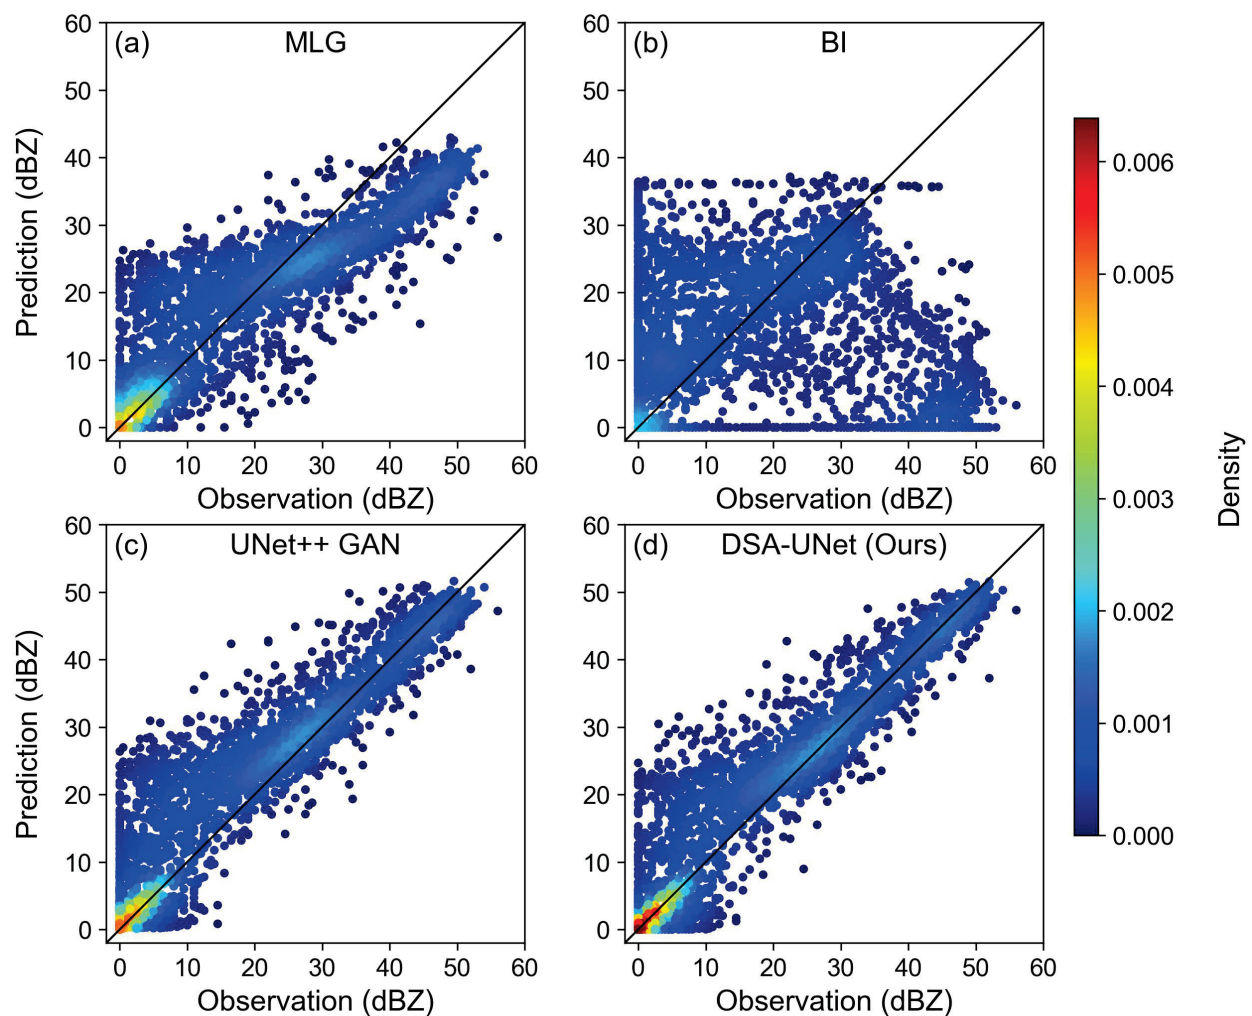 (a) MLG
60
50
40
30
20
10
0
Prediction (dBZ)
0 10 20 30 40 50 60
Observation (dBZ)
(b) BI
60
50
40
30
20
10
0
0 10 20 30 40 50 60
Observation (dBZ)
(c) UNet++ GAN
60
50
40
30
20
10
0
Prediction (dBZ)
0 10 20 30 40 50 60
Observation (dBZ)
(d) DSA-UNet (Ours)
60
50
40
30
20
10
0
0 10 20 30 40 50 60
Observation (dBZ)
0.006
0.005
0.004
0.003
0.002
0.001
0.000
Density